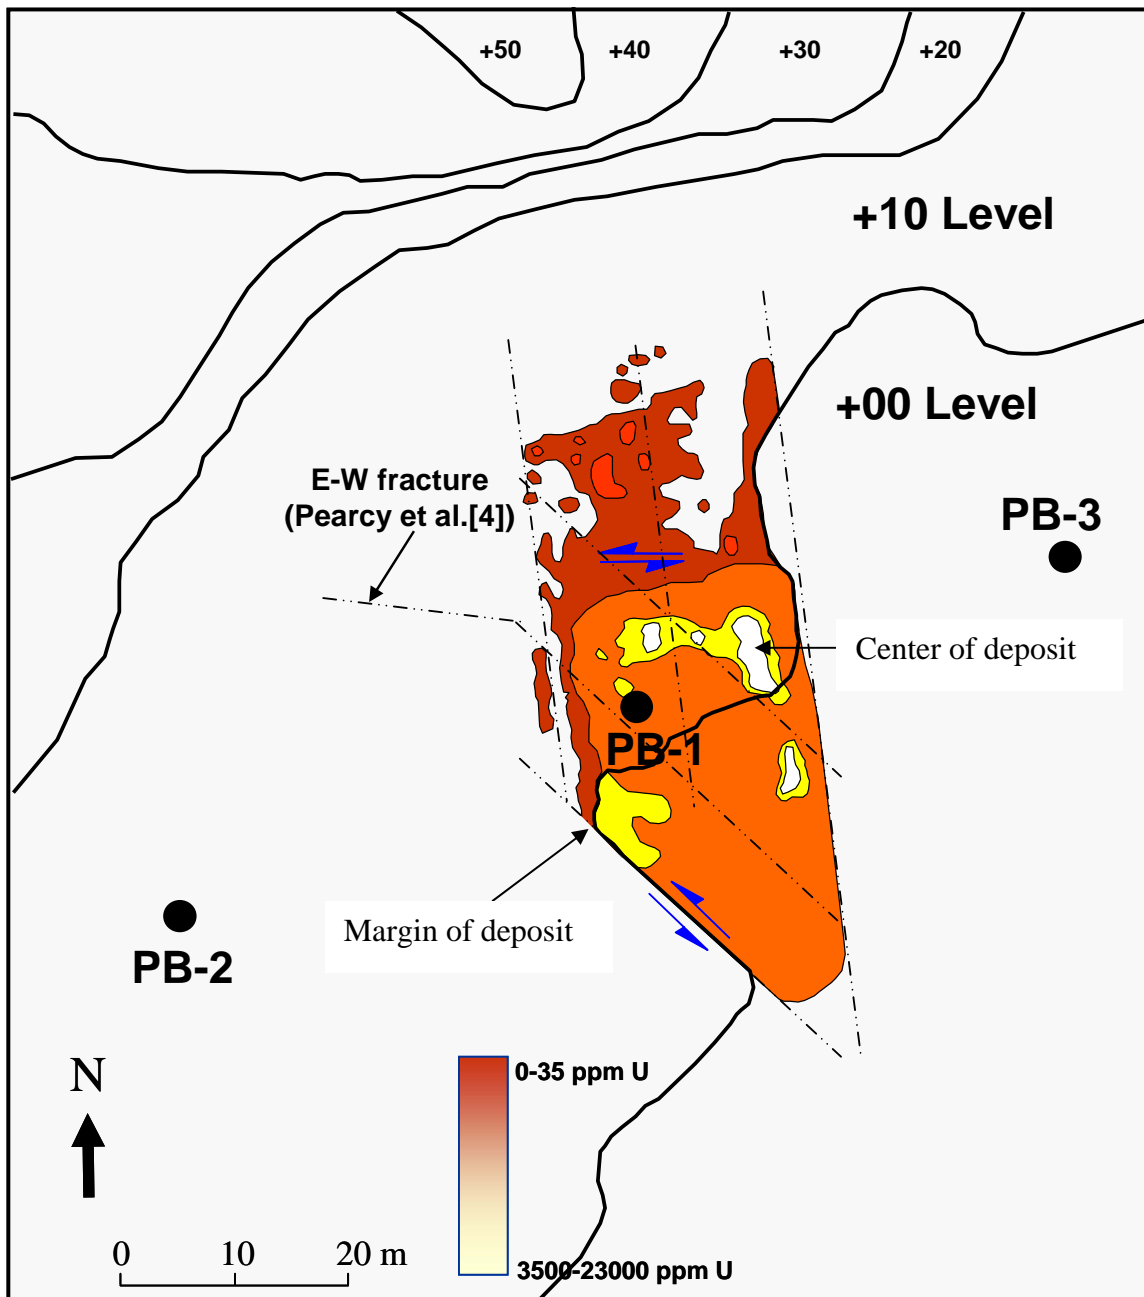 +50
+40
+30
+20
+10 Level
+00 Level
E-W fracture
(Pearcy et al.[4])
PB-3
Center of deposit
PB-1
Margin of deposit
PB-2
N
0-35 ppm U
3500-23000 ppm U
0 10 20 m